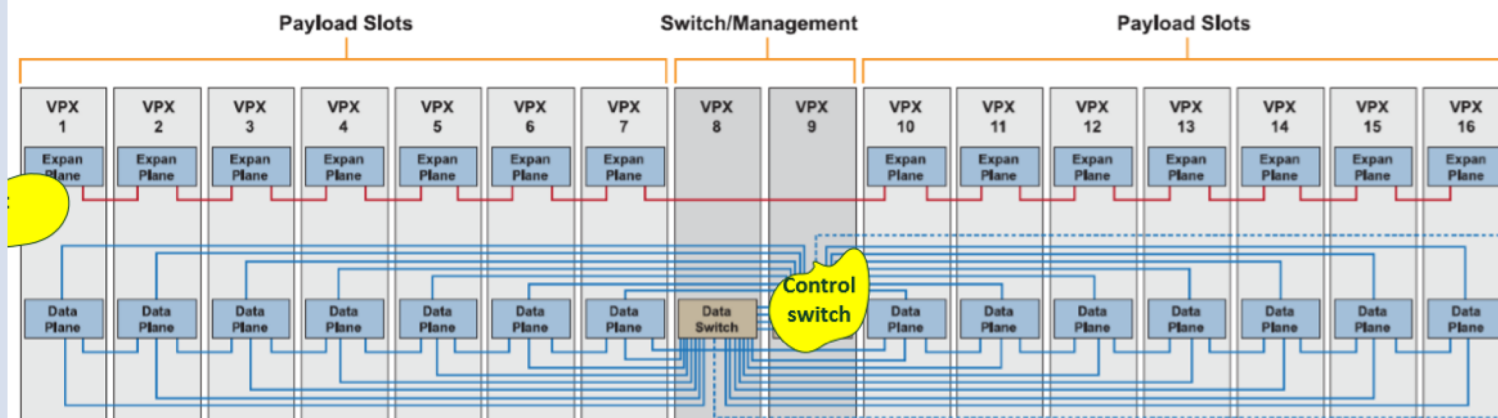 Payload Slots
Switch/Management
Payload Slots
VPX
1
VPX
2
VPX
3
VPX
4
VPX
5
VPX
6
VPX
7
VPX
8
VPX
9
VPX
10
VPX
11
VPX
12
VPX
13
VPX
14
VPX
15
VPX
16
Expan
Plane
Expan
Plane
Expan
Plane
Expan
Plane
Expan
Plane
Expan
Plane
Expan
Plane
Expan
Plane
Expan
Plane
Expan
Plane
Expan
Plane
Expan
Plane
Expan
Plane
Expan
Plane
Data
Plane
Data
Plane
Data
Plane
Data
Plane
Data
Plane
Data
Plane
Data
Plane
Data
Switch
Control
switch
Data
Plane
Data
Plane
Data
Plane
Data
Plane
Data
Plane
Data
Plane
Data
Plane